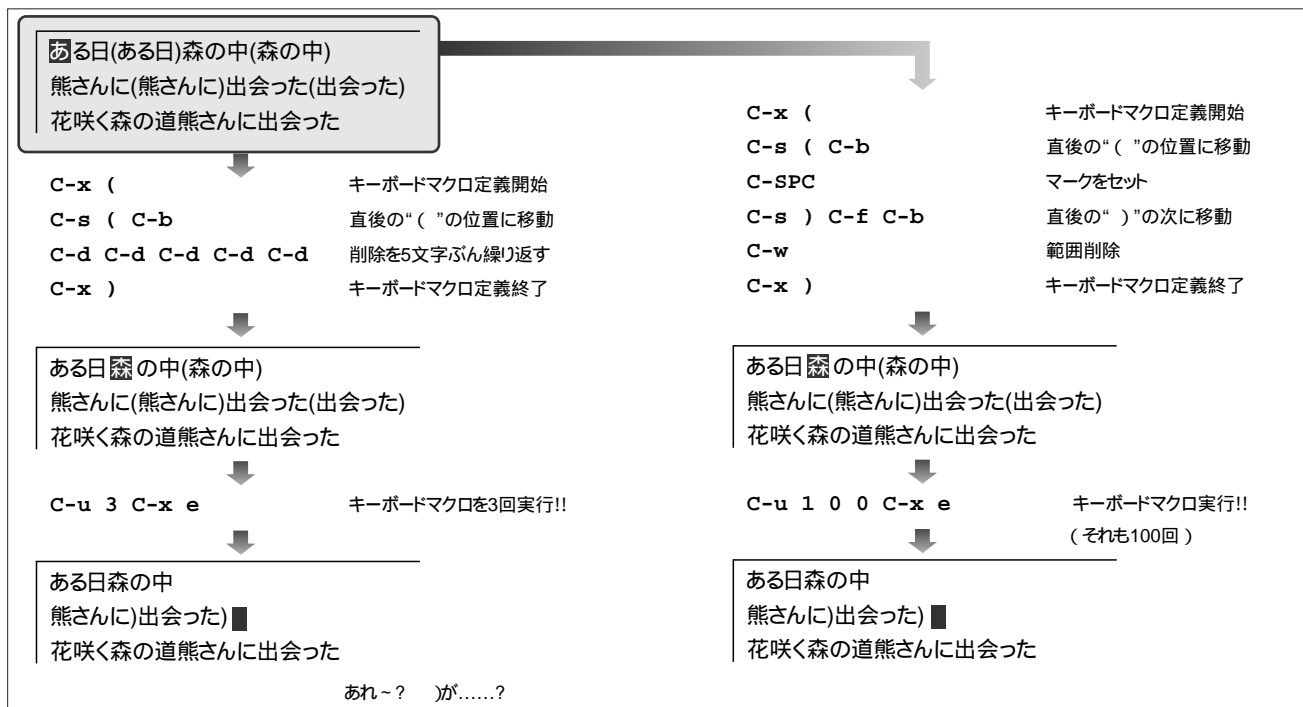 ある日(ある日)森の中(森の中)
熊さんに(熊さんに)出会った(出会った)
花咲く森の道熊さんに出会った
C-x ( キーボードマクロ定義開始
C-s ( C-b 直後の“ ( ”の位置に移動
C-d C-d C-d C-d C-d 削除を5文字ぶん繰り返す
C-x ) キーボードマクロ定義終了
ある日森の中(森の中)
熊さんに(熊さんに)出会った(出会った)
花咲く森の道熊さんに出会った
C-u 3 C-x e キーボードマクロを3回実行!!
ある日森の中
熊さんに)出会った)
花咲く森の道熊さんに出会った
あれ~? )が……?
C-x ( キーボードマクロ定義開始
C-s ( C-b 直後の“ ( ”の位置に移動
C-SPC マークをセット
C-s ) C-f C-b 直後の“ )”の次に移動
C-w 範囲削除
C-x ) キーボードマクロ定義終了
ある日森の中(森の中)
熊さんに(熊さんに)出会った(出会った)
花咲く森の道熊さんに出会った
C-u 1 0 0 C-x e キーボードマクロ実行!!
( それも100回 )
ある日森の中
熊さんに)出会った)
花咲く森の道熊さんに出会った